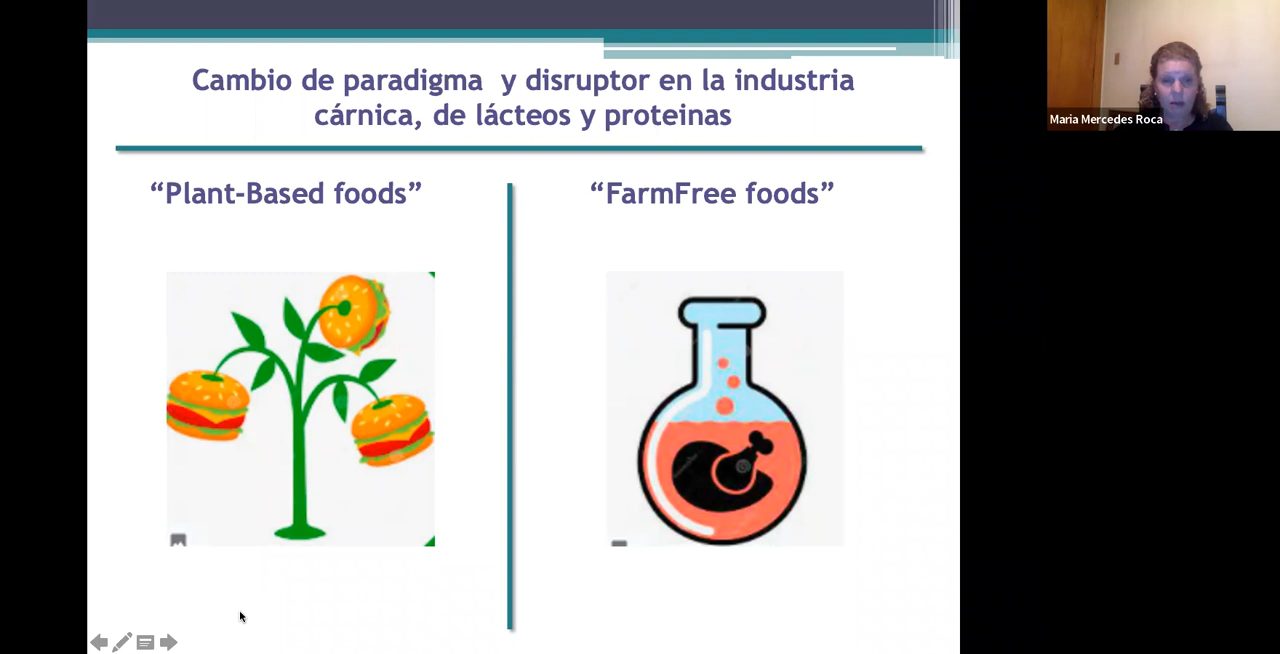 Cambio de paradigma y disruptor en la industria
cárnica, de lácteos y proteinas
“Plant-Based foods”
“FarmFree foods”
Maria Mercedes Roca